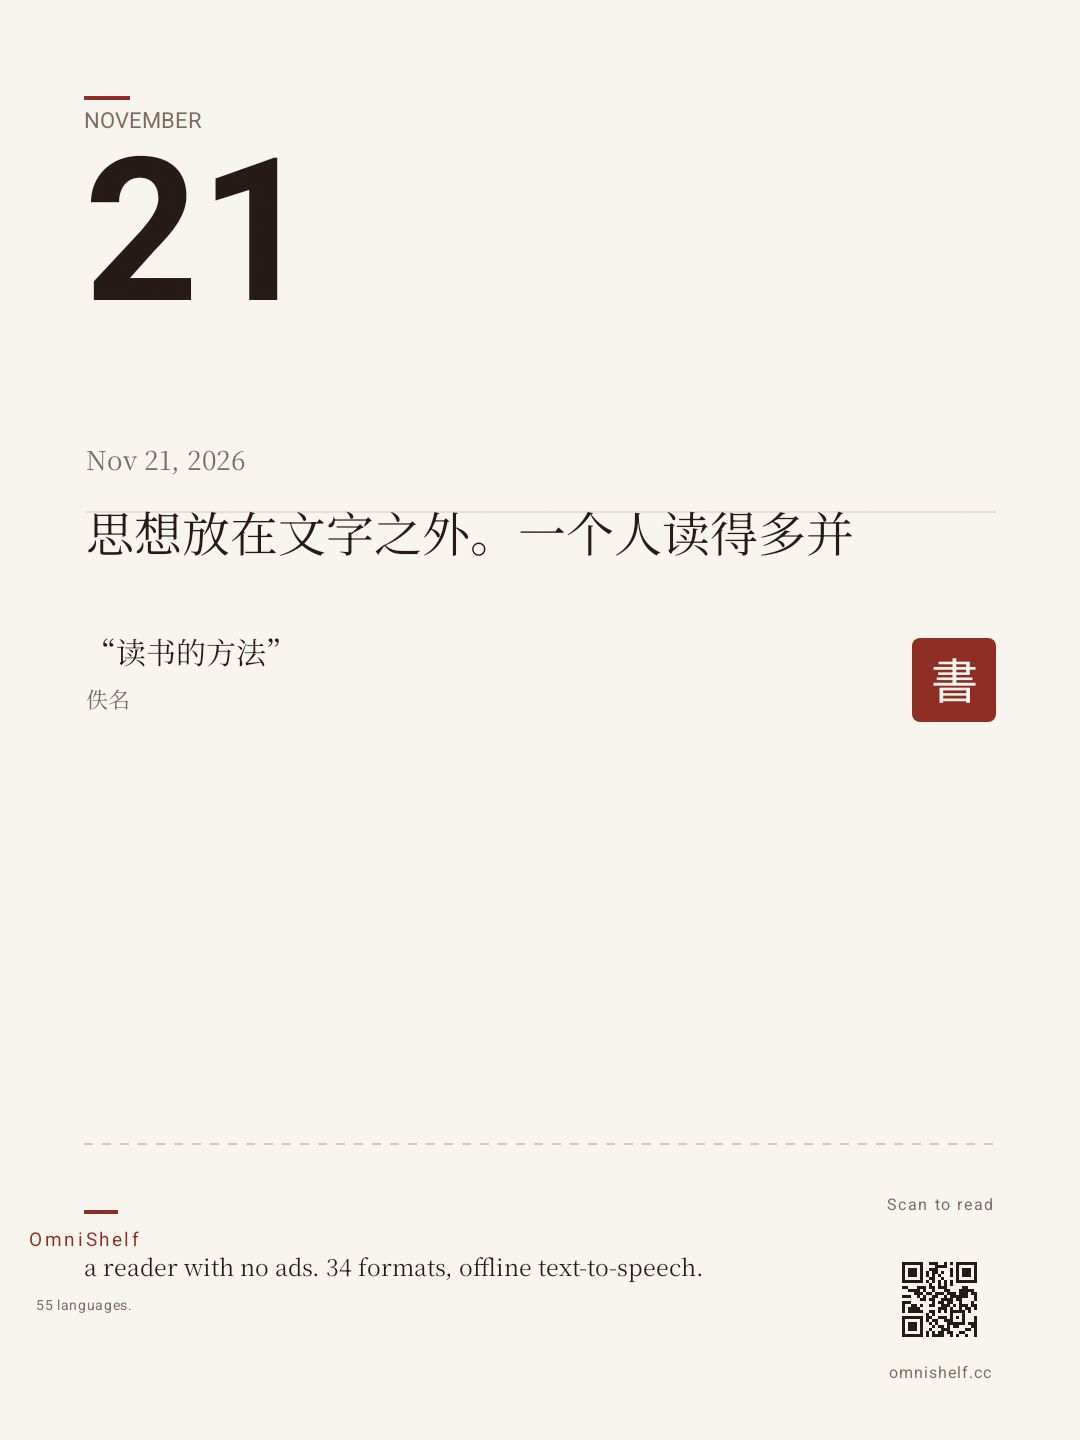 NOVEMBER
21
Nov 21, 2026
思想放在文字之外。一个人读得多并
“读书的方法”
佚名
書
Scan to read
OmniShelf
a reader with no ads. 34 formats, offline text-to-speech.
55 languages.
omnishelf.cc